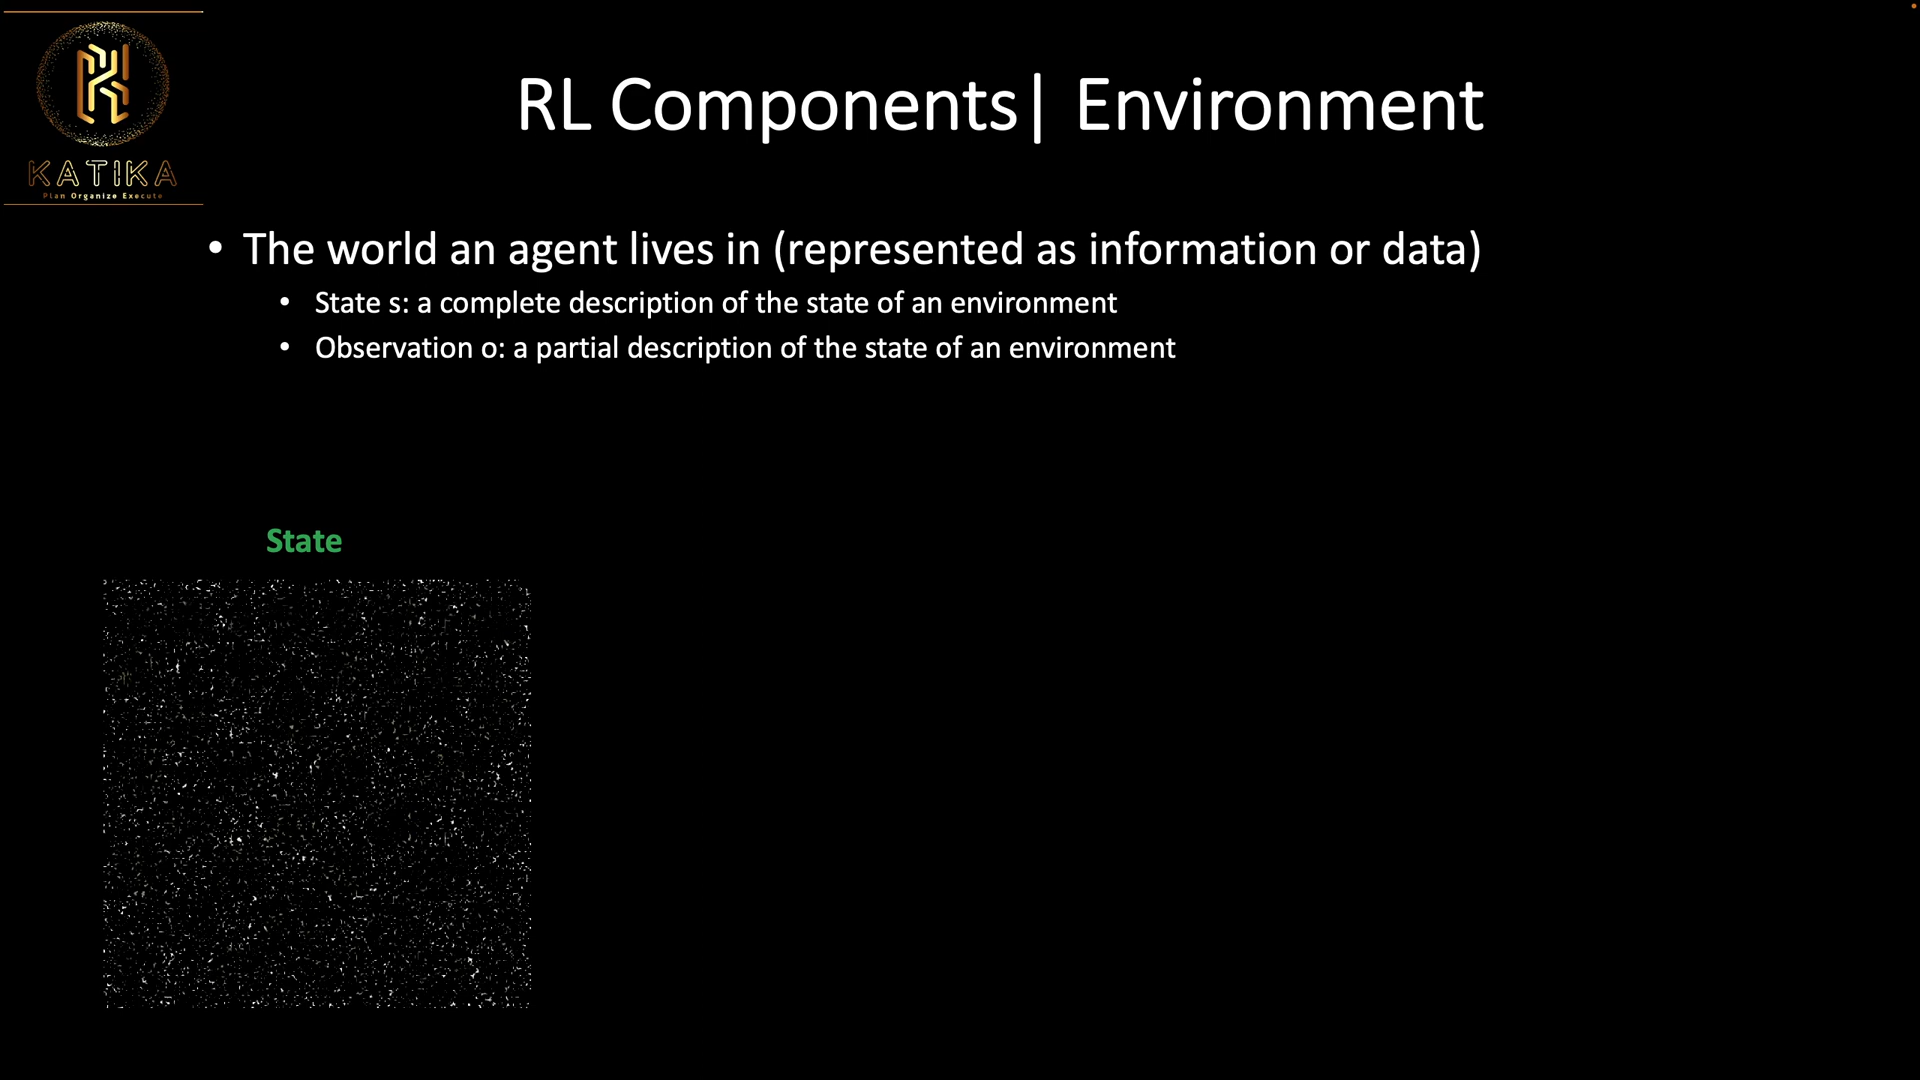 KATIKA
Plan Organize Execute
RL Components| Environment
• The world an agent lives in (represented as information or data)
• State s: a complete description of the state of an environment
• Observation o: a partial description of the state of an environment
State